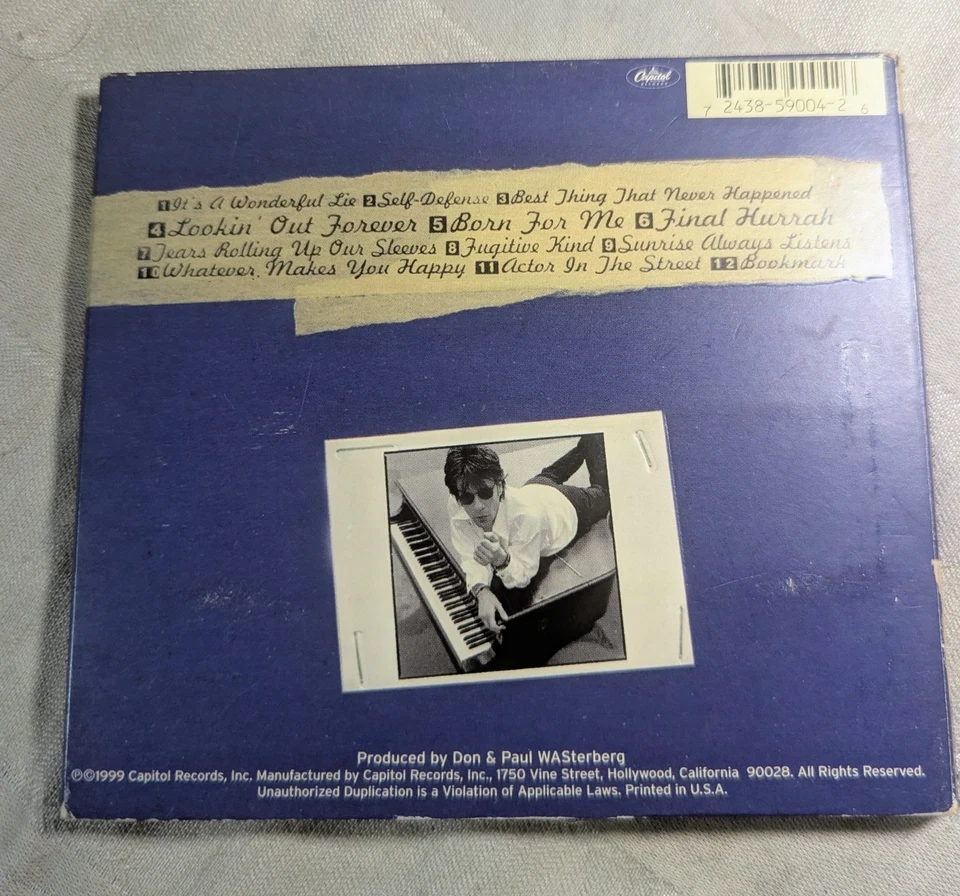 Capitol
RECORDS
7 2438-59004-2 6
1 It's A Wonderful Lie 2 Self-Defense 3 Best Thing That Never Happened
4 Lookin' Out Forever 5 Born For Me 6 Final Hurrah
7 Tears Rolling Up Our Sleeves 8 Fugitive Kind 9 Sunrise Always Listens
10 Whatever Makes You Happy 11 Actor In The Street 12 Bookmark
Produced by Don & Paul WASterberg
℗©1999 Capitol Records, Inc. Manufactured by Capitol Records, Inc., 1750 Vine Street, Hollywood, California 90028. All Rights Reserved.
Unauthorized Duplication is a Violation of Applicable Laws. Printed in U.S.A.